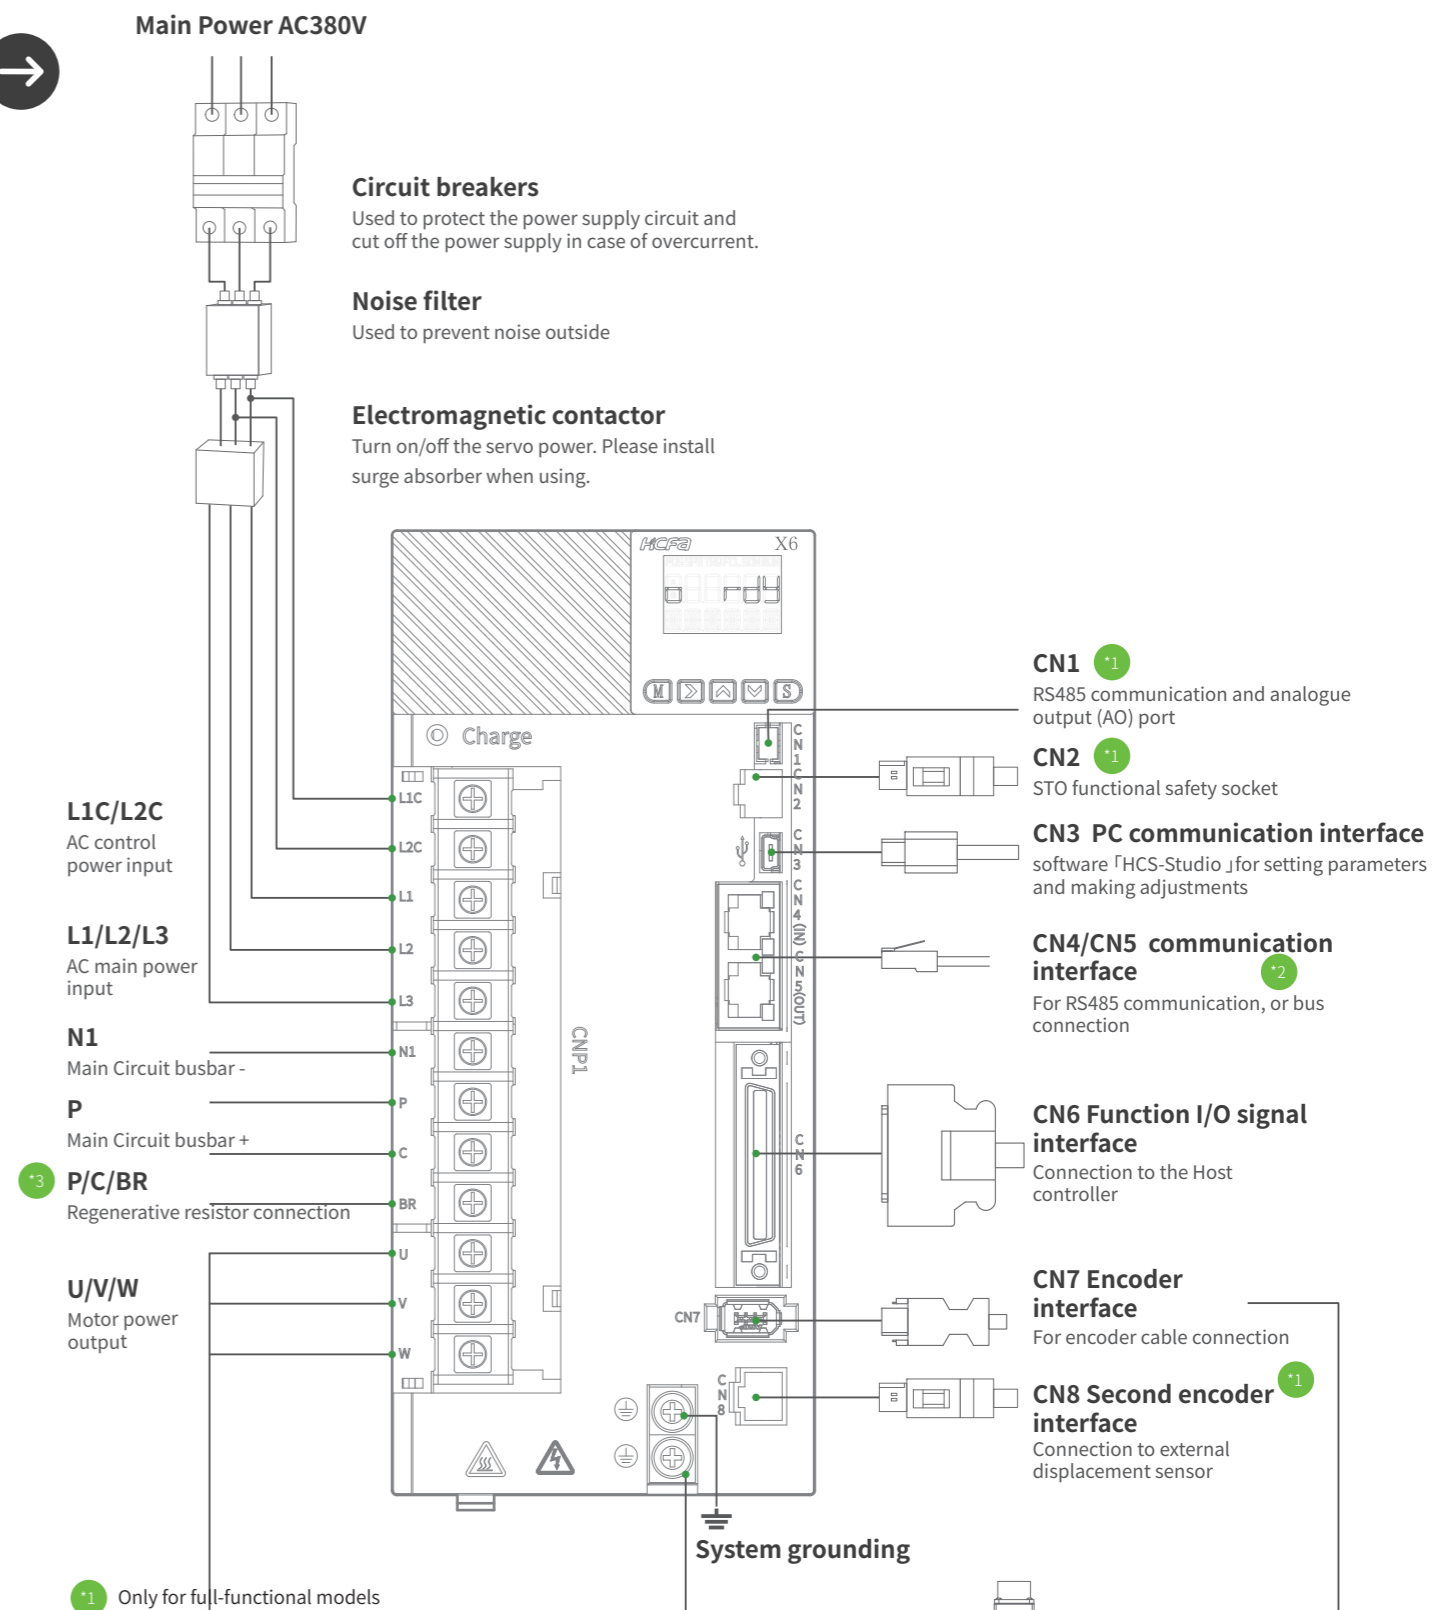 Main Power AC380V
Circuit breakers
Used to protect the power supply circuit and
cut off the power supply in case of overcurrent.
Noise filter
Used to prevent noise outside
Electromagnetic contactor
Turn on/off the servo power. Please install
surge absorber when using.
HCFA X6
rdy
M S
Charge
CN1
CN2
CN3
CN4(IN)
CN5(OUT)
CN6
CN7
CN8
CNP1
L1C
L2C
L1
L2
L3
N1
P
C
BR
U
V
W
L1C/L2C
AC control
power input
L1/L2/L3
AC main power
input
N1
Main Circuit busbar -
P
Main Circuit busbar +
*3 P/C/BR
Regenerative resistor connection
U/V/W
Motor power
output
CN1 *1
RS485 communication and analogue
output (AO) port
CN2 *1
STO functional safety socket
CN3 PC communication interface
software「HCS-Studio」for setting parameters
and making adjustments
CN4/CN5 communication
interface *2
For RS485 communication, or bus
connection
CN6 Function I/O signal
interface
Connection to the Host
controller
CN7 Encoder
interface
For encoder cable connection
CN8 Second encoder *1
interface
Connection to external
displacement sensor
System grounding
*1 Only for full-functional models